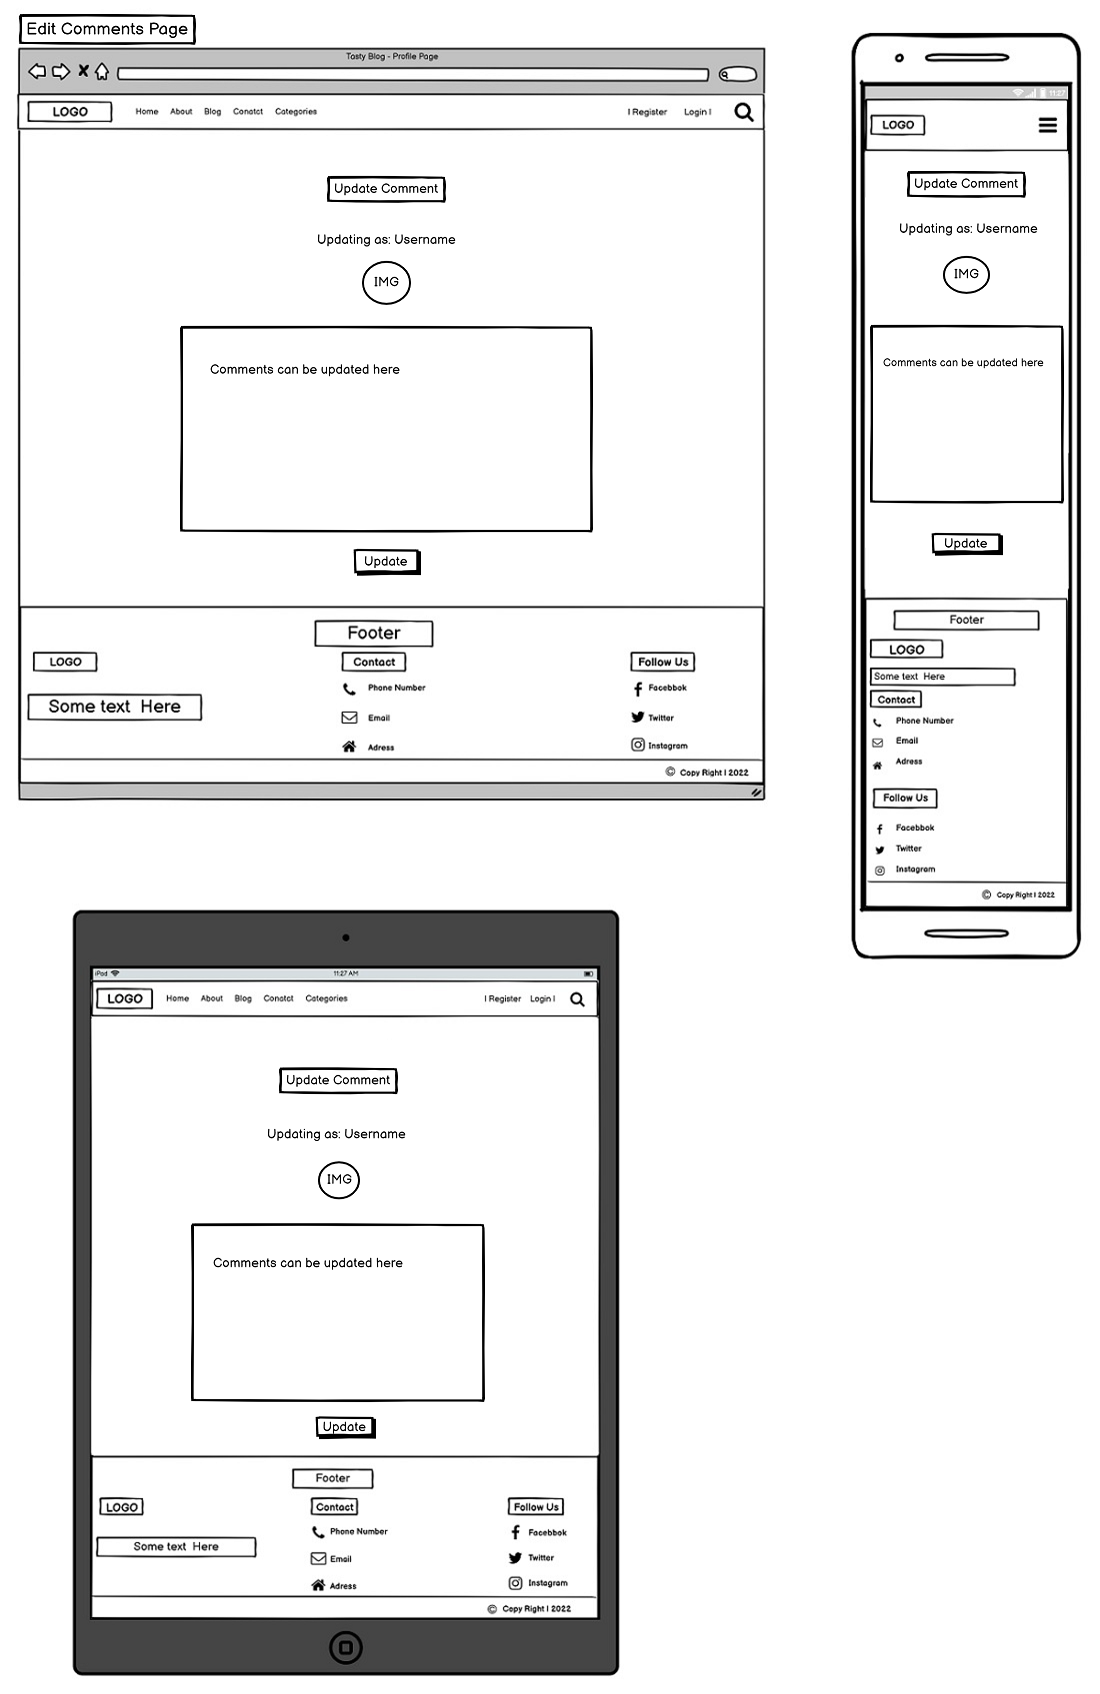 Edit Comments Page
Tasty Blog - Profile Page
LOGO Home About Blog Conatct Categories I Register Login I
Update Comment
Updating as: Username
IMG
Comments can be updated here
Update
Footer
LOGO Contact Follow Us
Phone Number Facebbok
Some text Here
Email Twitter
Adress Instagram
© Copy Right I 2022
11:27
LOGO
Update Comment
Updating as: Username
IMG
Comments can be updated here
Update
Footer
LOGO
Some text Here
Contact
Phone Number
Email
Adress
Follow Us
Facebbok
Twitter
Instagram
© Copy Right I 2022
iPod 11:27 AM
LOGO Home About Blog Conatct Categories I Register Login I
Update Comment
Updating as: Username
IMG
Comments can be updated here
Update
Footer
LOGO Contact Follow Us
Phone Number Facebbok
Some text Here
Email Twitter
Adress Instagram
© Copy Right I 2022